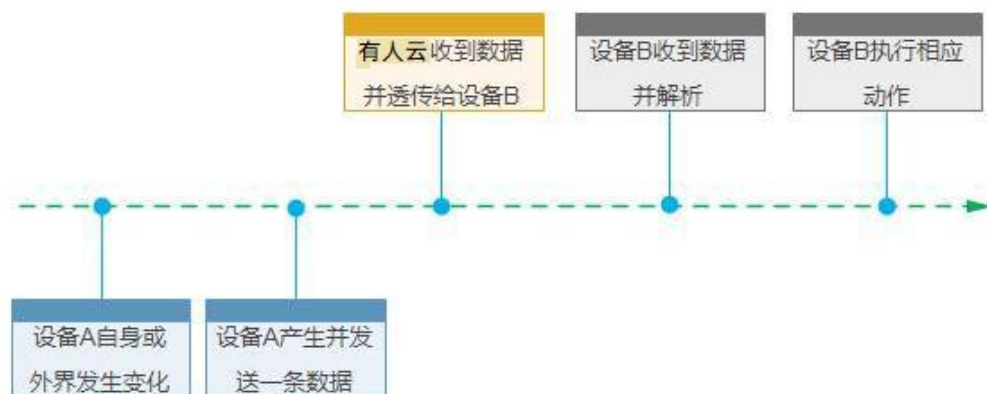 有人云收到数据
并透传给设备B
设备B收到数据
并解析
设备B执行相应
动作
设备A自身或
外界发生变化
设备A产生并发
送一条数据